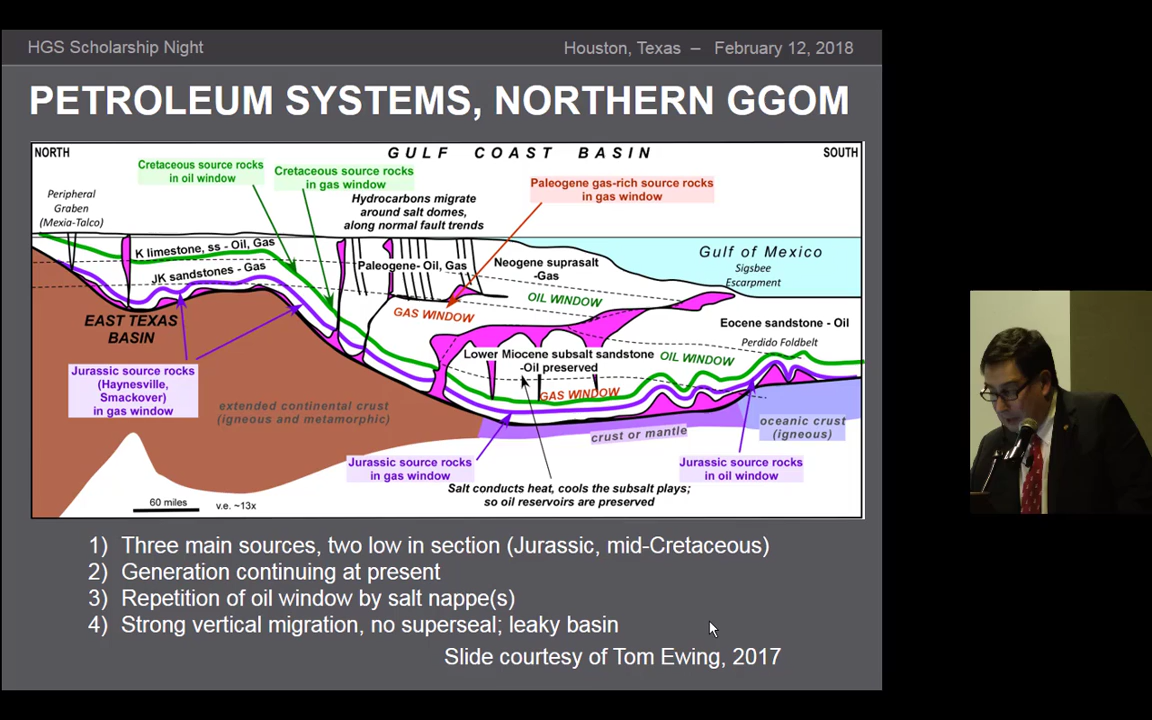 HGS Scholarship Night
Houston, Texas – February 12, 2018
PETROLEUM SYSTEMS, NORTHERN GGOM
NORTH
GULF COAST BASIN
SOUTH
Cretaceous source rocks
in oil window
Cretaceous source rocks
in gas window
Paleogene gas-rich source rocks
in gas window
Peripheral
Graben
(Mexia-Talco)
Hydrocarbons migrate
around salt domes,
along normal fault trends
K limestone, ss - Oil, Gas
JK sandstones - Gas
Paleogene- Oil, Gas
Neogene suprasalt
-Gas
Gulf of Mexico
Sigsbee
Escarpment
OIL WINDOW
GAS WINDOW
EAST TEXAS
BASIN
Eocene sandstone - Oil
Perdido Foldbelt
Lower Miocene subsalt sandstone
-Oil preserved
OIL WINDOW
GAS WINDOW
Jurassic source rocks
(Haynesville,
Smackover)
in gas window
extended continental crust
(igneous and metamorphic)
crust or mantle
oceanic crust
(igneous)
Jurassic source rocks
in gas window
Jurassic source rocks
in oil window
Salt conducts heat, cools the subsalt plays;
so oil reservoirs are preserved
60 miles
v.e. ~13x
1) Three main sources, two low in section (Jurassic, mid-Cretaceous)
2) Generation continuing at present
3) Repetition of oil window by salt nappe(s)
4) Strong vertical migration, no superseal; leaky basin
Slide courtesy of Tom Ewing, 2017